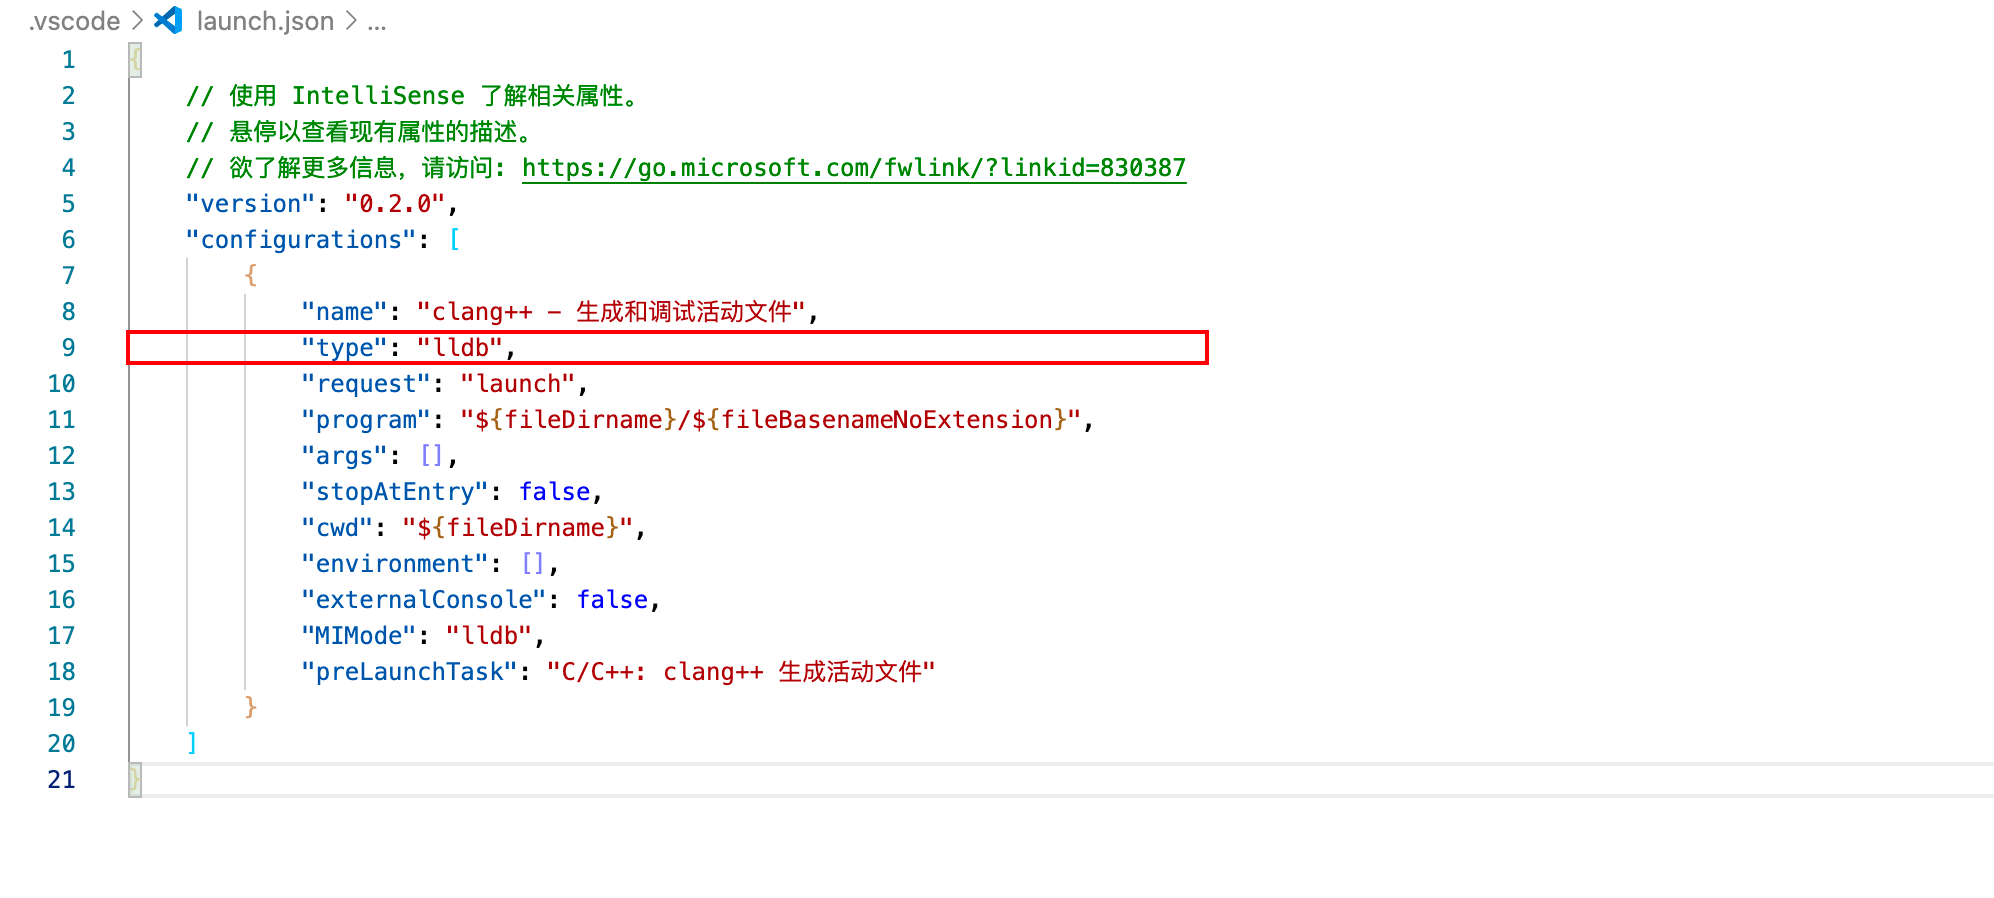 .vscode > launch.json > ...
1 {
2 // 使用 IntelliSense 了解相关属性。
3 // 悬停以查看现有属性的描述。
4 // 欲了解更多信息，请访问: https://go.microsoft.com/fwlink/?linkid=830387
5 "version": "0.2.0",
6 "configurations": [
7 {
8 "name": "clang++ - 生成和调试活动文件",
9 "type": "lldb",
10 "request": "launch",
11 "program": "${fileDirname}/${fileBasenameNoExtension}",
12 "args": [],
13 "stopAtEntry": false,
14 "cwd": "${fileDirname}",
15 "environment": [],
16 "externalConsole": false,
17 "MIMode": "lldb",
18 "preLaunchTask": "C/C++: clang++ 生成活动文件"
19 }
20 ]
21 }